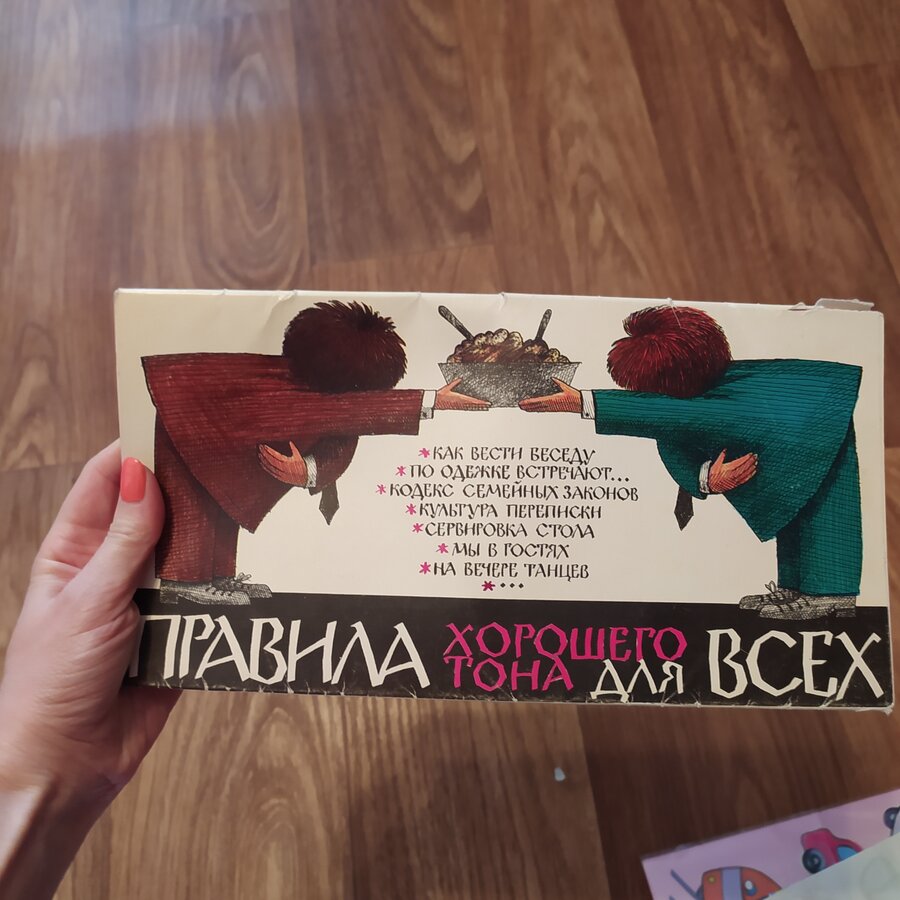 *КАК ВЕСТИ БЕСЕДУ
*ПО ОДЕЖКЕ ВСТРЕЧАЮТ...
*КОДЕКС СЕМЕЙНЫХ ЗАКОНОВ
*КУЛЬТУРА ПЕРЕПИСКИ
*СЕРВИРОВКА СТОЛА
*МЫ В ГОСТЯХ
*НА ВЕЧЕРЕ ТАНЦЕВ
*...
ПРАВИЛА ХОРОШЕГО ТОНА ДЛЯ ВСЕХ